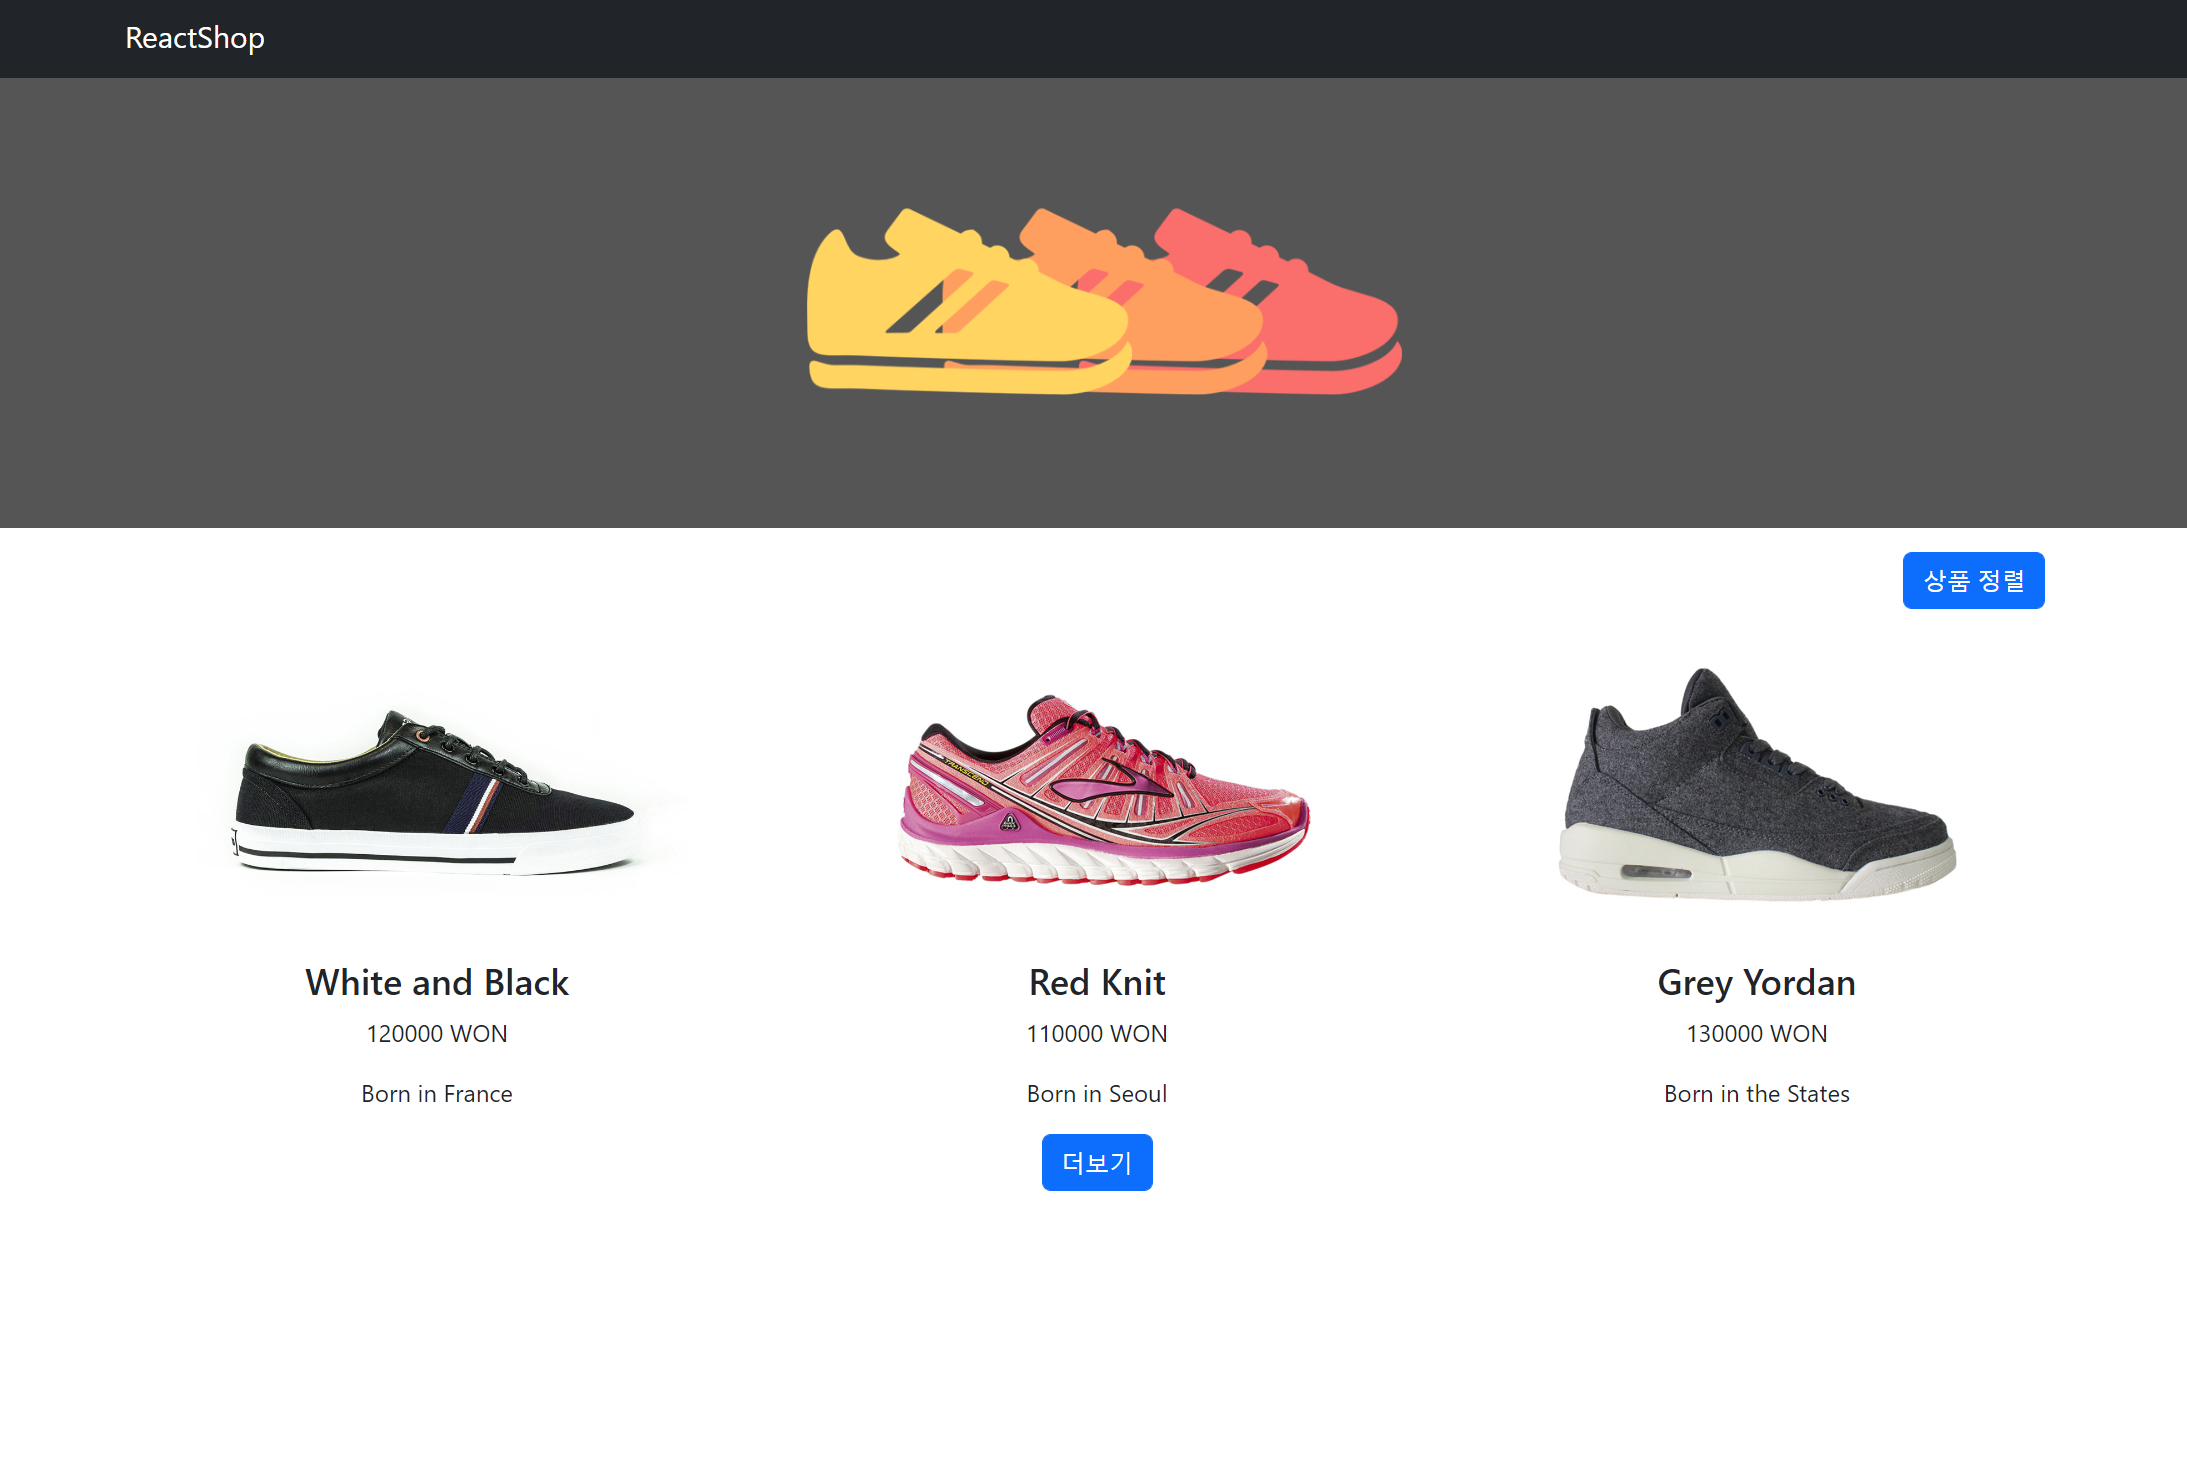 ReactShop
상품 정렬
TRANSCEND
White and Black
120000 WON
Born in France
Red Knit
110000 WON
Born in Seoul
더보기
Grey Yordan
130000 WON
Born in the States